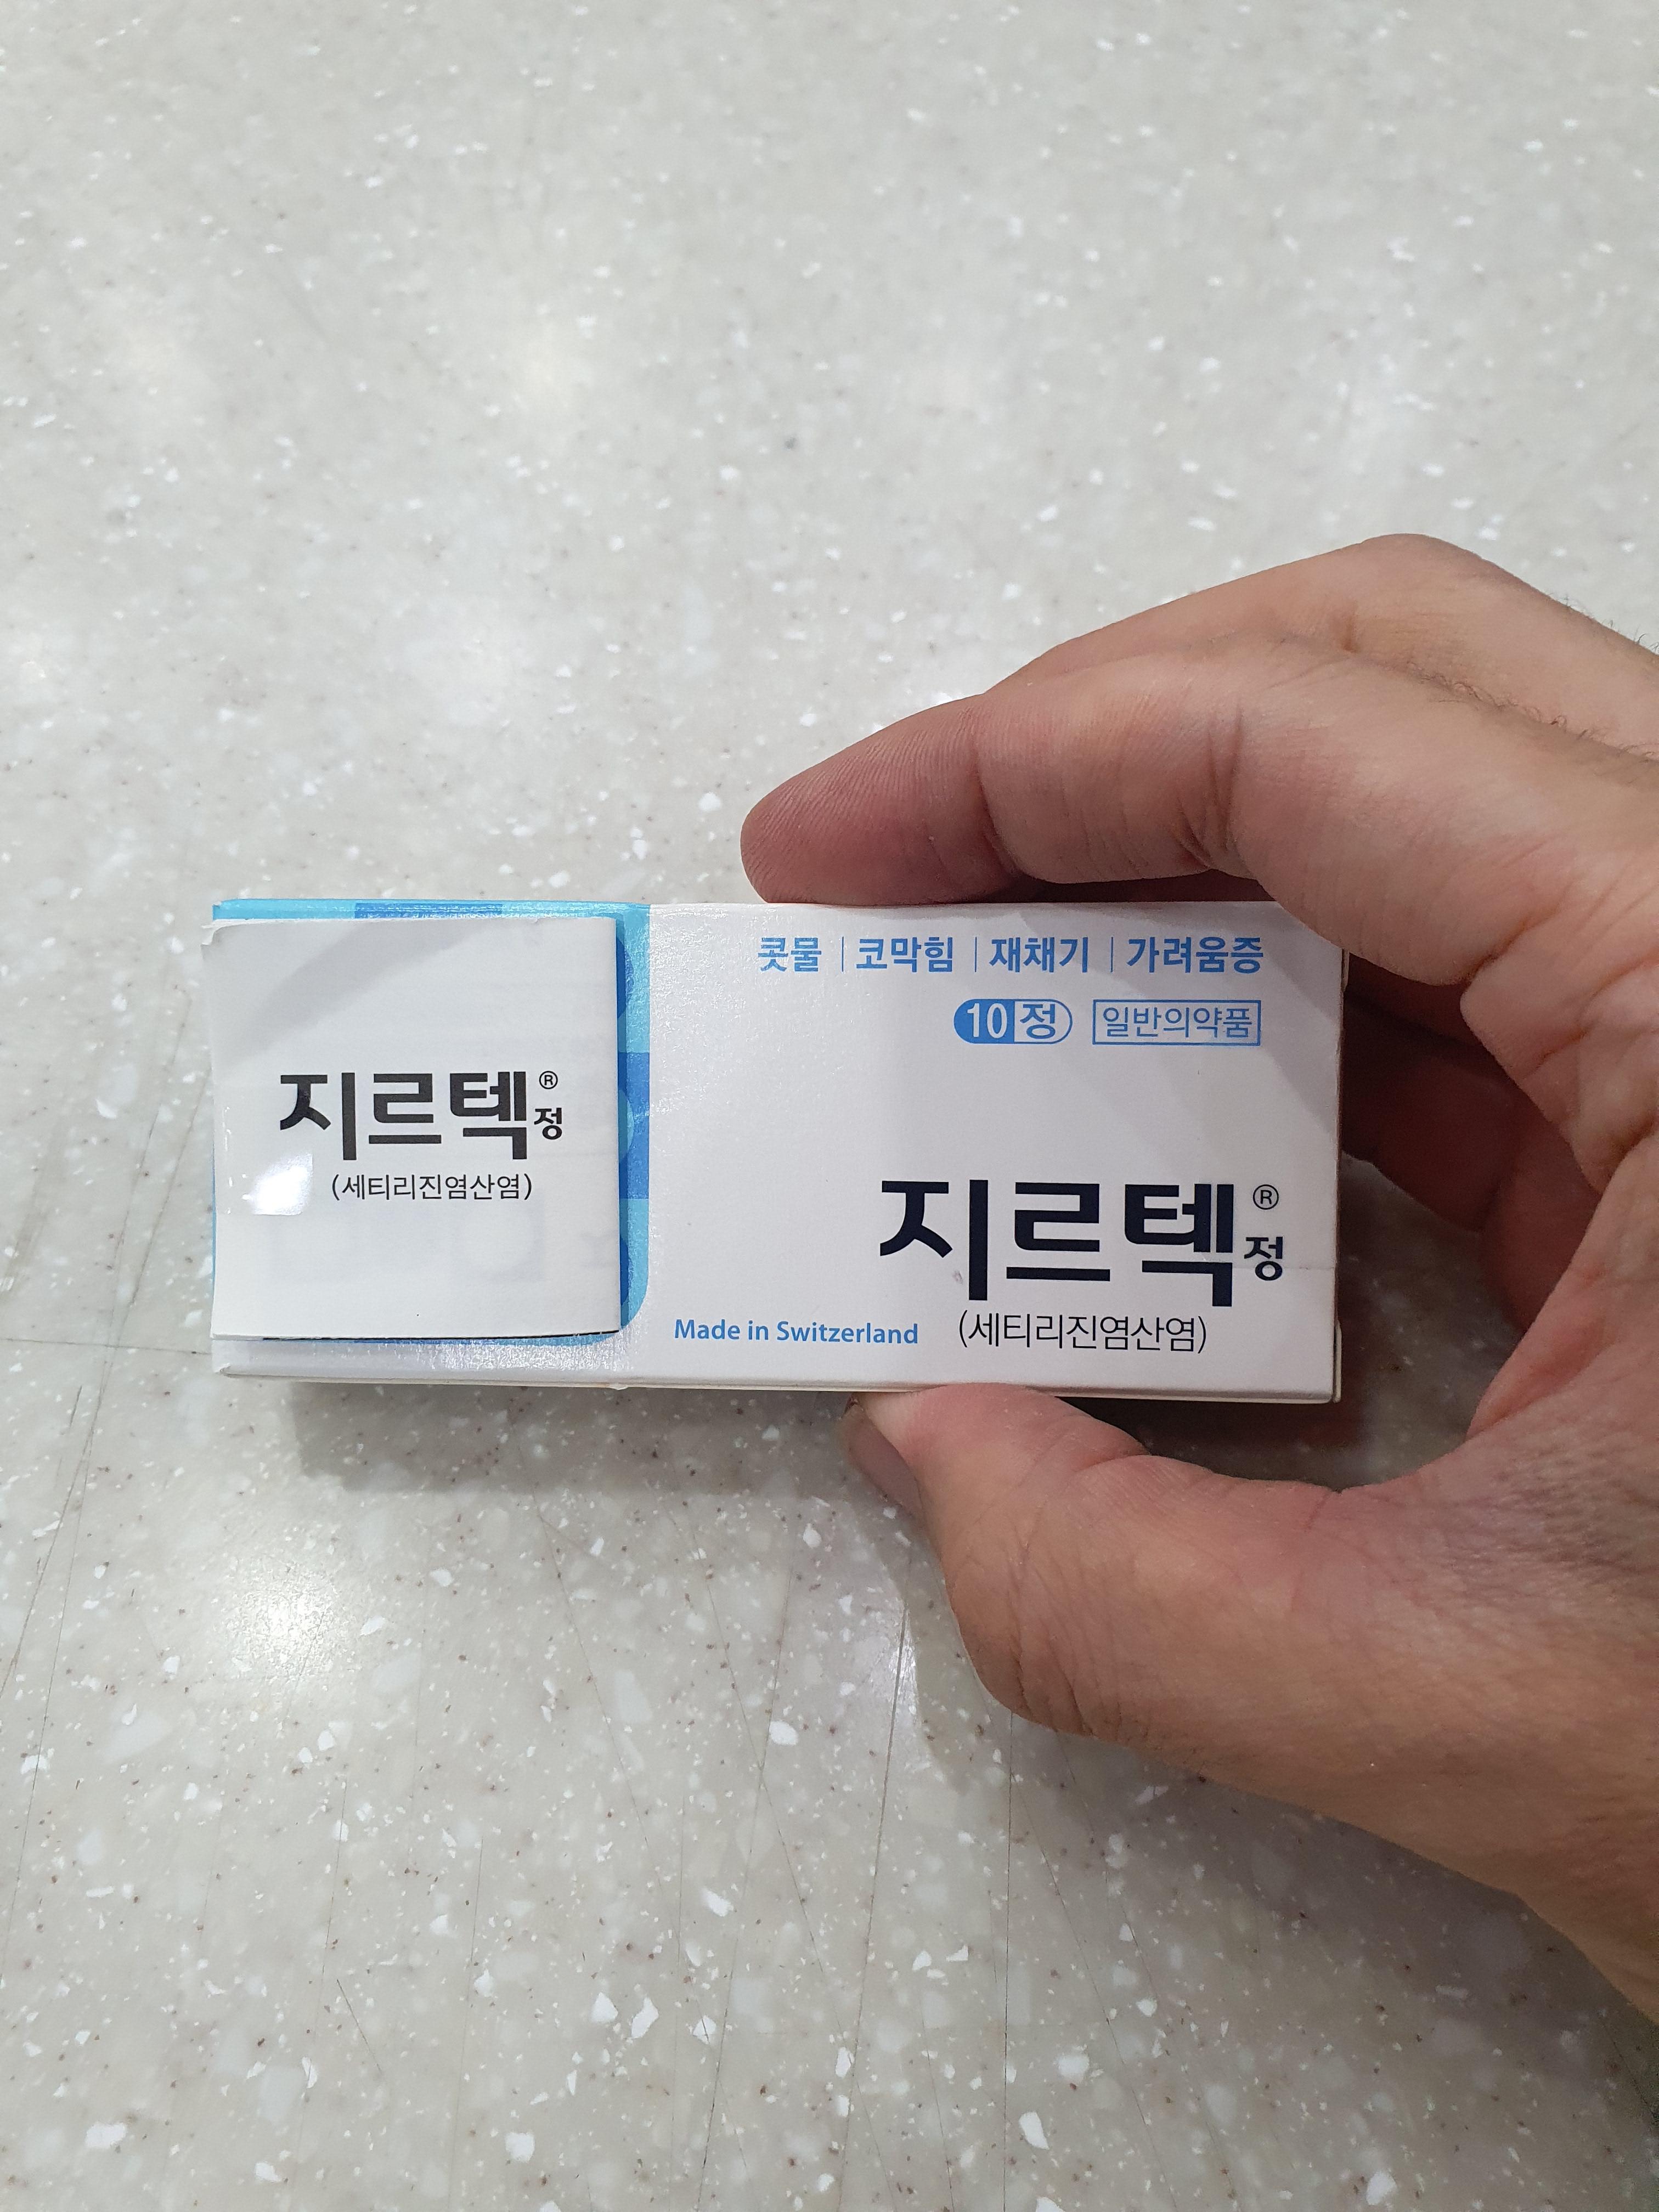 지르텍®정
(세티리진염산염)
콧물 | 코막힘 | 재채기 | 가려움증
10정 일반의약품
지르텍®정
Made in Switzerland (세티리진염산염)